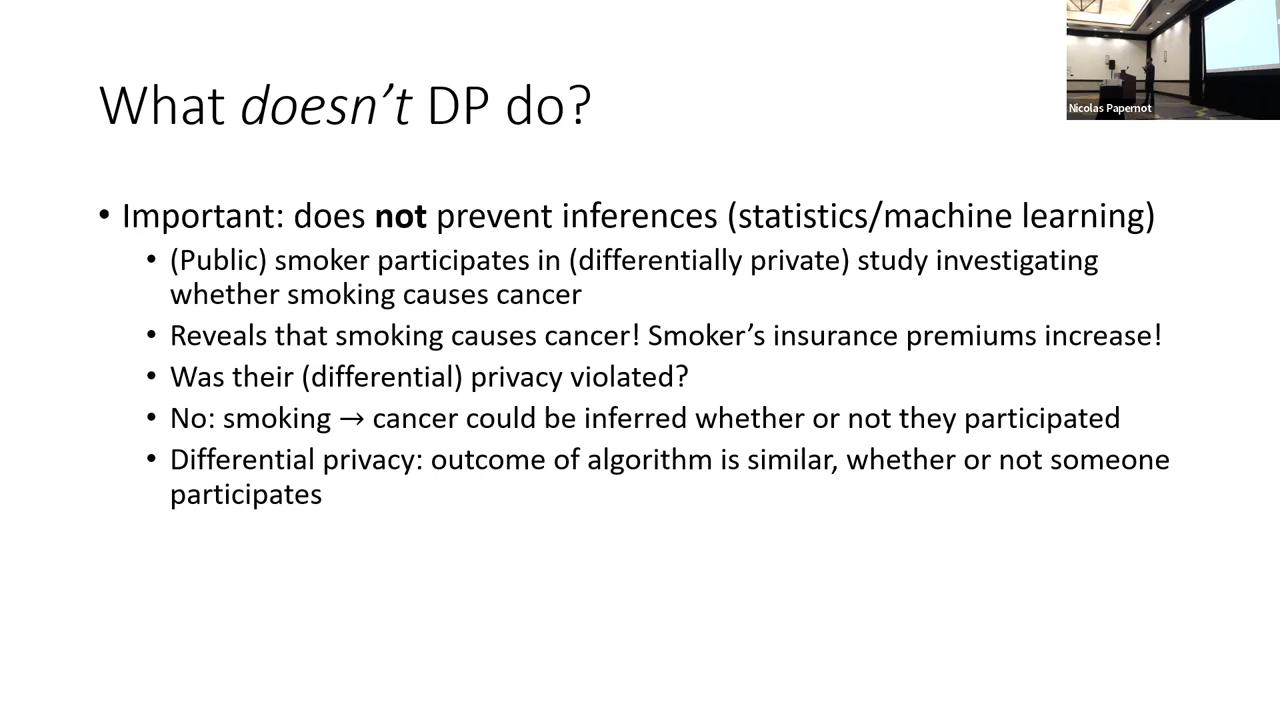 Nicolas Papernot
What doesn’t DP do?
• Important: does not prevent inferences (statistics/machine learning)
• (Public) smoker participates in (differentially private) study investigating
whether smoking causes cancer
• Reveals that smoking causes cancer! Smoker’s insurance premiums increase!
• Was their (differential) privacy violated?
• No: smoking → cancer could be inferred whether or not they participated
• Differential privacy: outcome of algorithm is similar, whether or not someone
participates